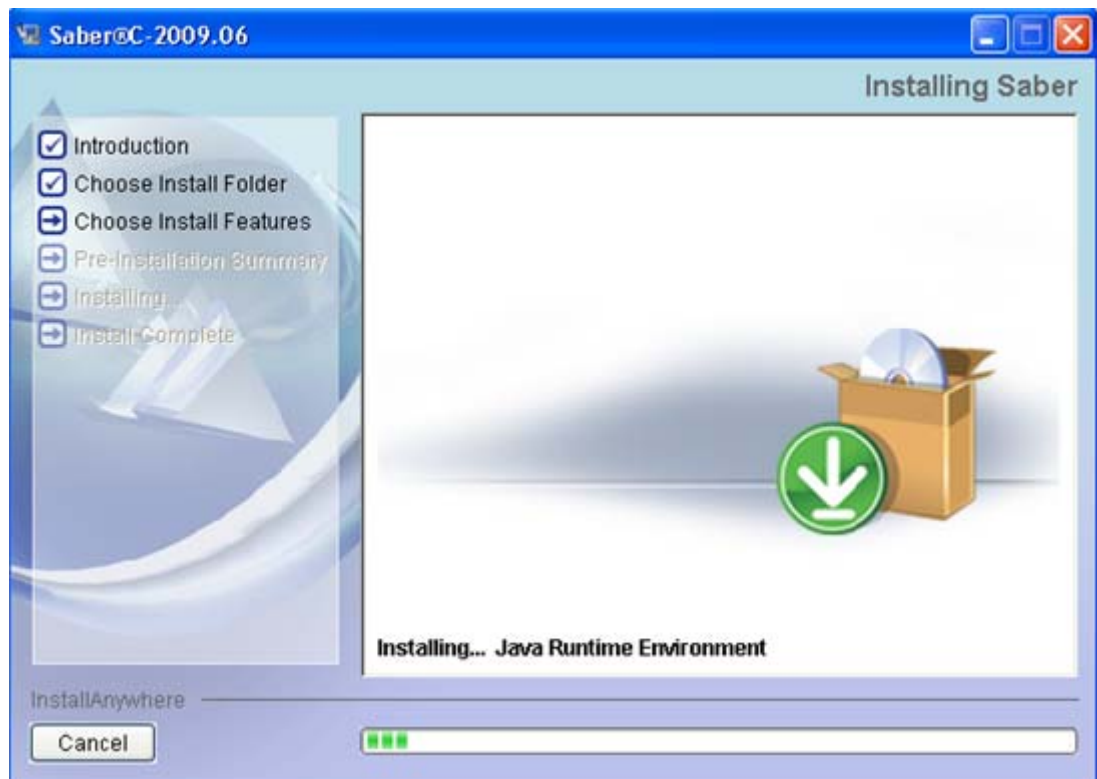 Saber®C-2009.06
Installing Saber
Introduction
Choose Install Folder
Choose Install Features
Pre-Installation Summary
Installing...
Install Complete
Installing... Java Runtime Environment
InstallAnywhere
Cancel